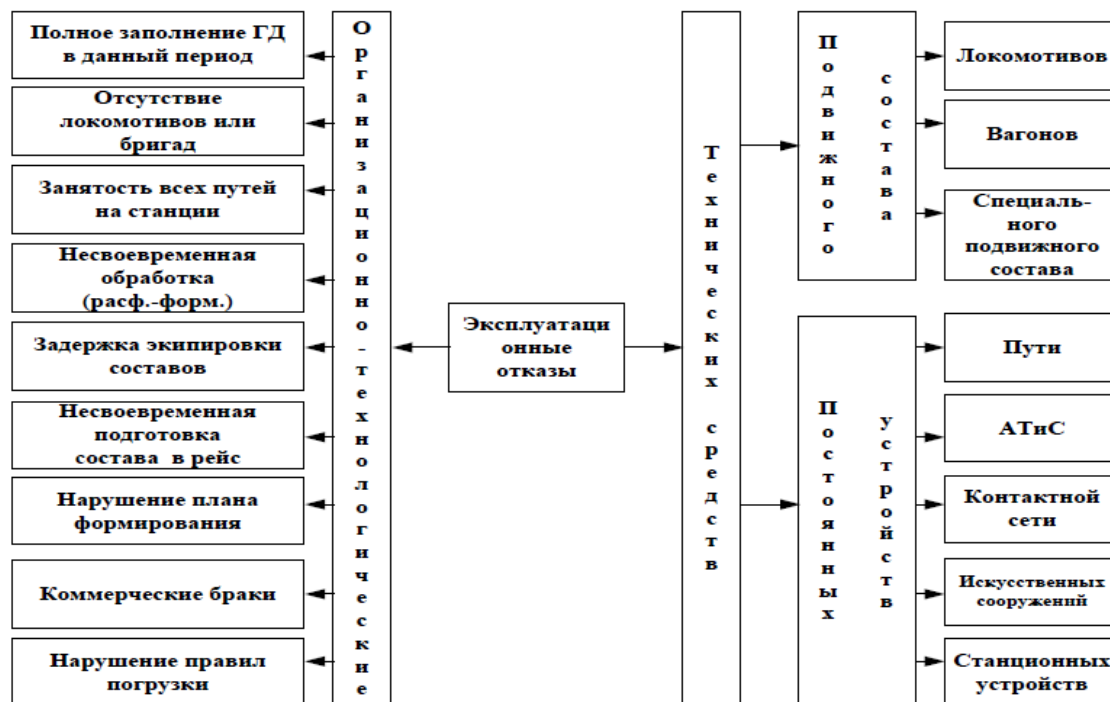 Полное заполнение ГД
в данный период
Отсутствие
локомотивов или
бригад
Занятость всех путей
на станции
Несвоевременная
обработка
(расф.-форм.)
Задержка экипировки
составов
Несвоевременная
подготовка
состава в рейс
Нарушение плана
формирования
Коммерческие браки
Нарушение правил
погрузки
Организационно-технологические
Эксплуатаци
онные
отказы
Технических средств
Подвижного
состава
Локомотивов
Вагонов
Специаль-
ного
подвижного
состава
Постоянных
устройств
Пути
АТиС
Контактной
сети
Искусственных
сооружений
Станционных
устройств